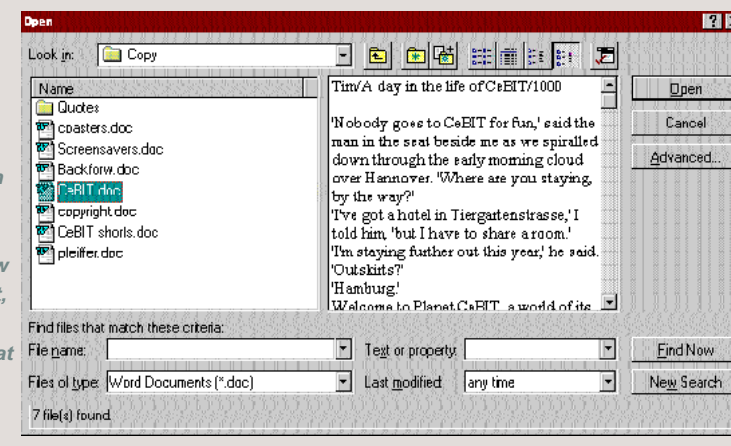 Open
Look in: Copy
Name
Quotes
coasters.doc
Screensavers.doc
Backforw.doc
CeBIT.doc
copyright.doc
CeBIT shorts.doc
pfeiffer.doc
Tim/A day in the life of CeBIT/1000
'Nobody goes to CeBIT for fun,' said the
man in the seat beside me as we spiralled
down through the early morning cloud
over Hannover. 'Where are you staying,
by the way?'
'I've got a hotel in Tiergartenstrasse,' I
told him, 'but I have to share a room.'
'I'm staying further out this year,' he said.
'Outskirts?'
'Hamburg.'
Welcome to Planet CeBIT, a world of its
Open
Cancel
Advanced...
Find files that match these criteria:
File name:
Text or property:
Find Now
Files of type: Word Documents (*.doc)
Last modified: any time
New Search
7 file(s) found.